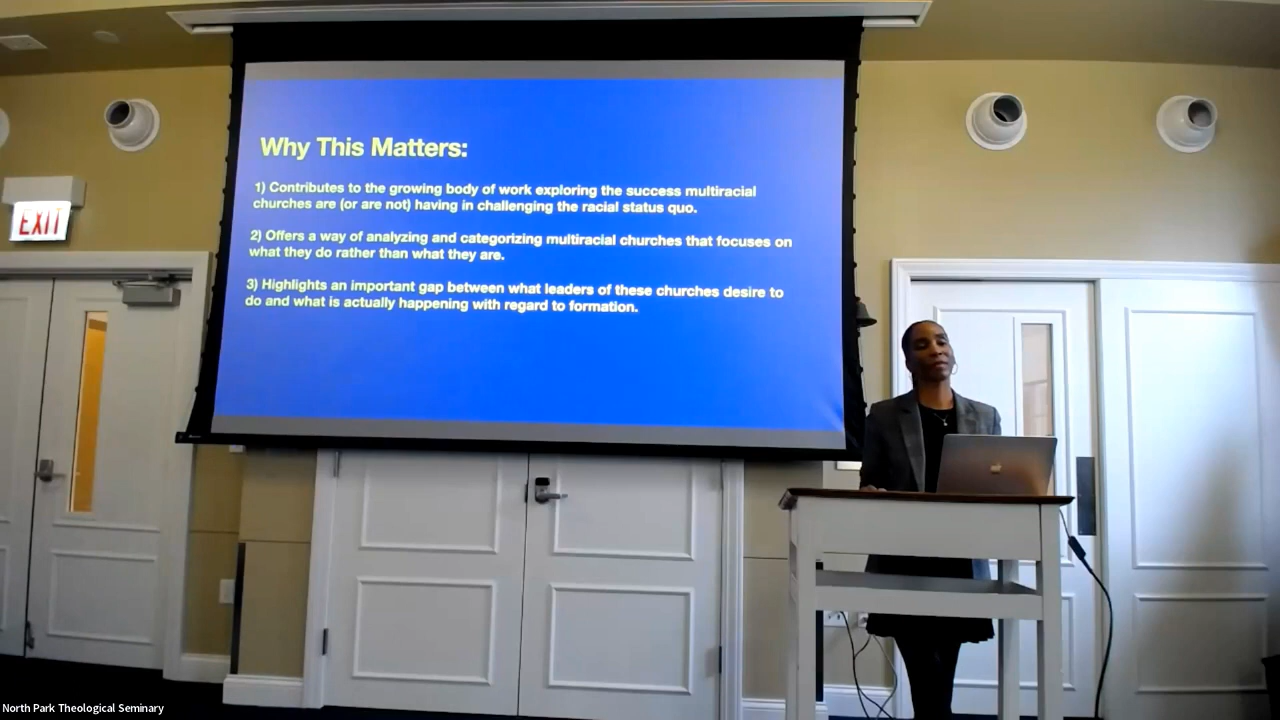 Why This Matters:
1) Contributes to the growing body of work exploring the success multiracial
churches are (or are not) having in challenging the racial status quo.
2) Offers a way of analyzing and categorizing multiracial churches that focuses on
what they do rather than what they are.
3) Highlights an important gap between what leaders of these churches desire to
do and what is actually happening with regard to formation.
EXIT
North Park Theological Seminary